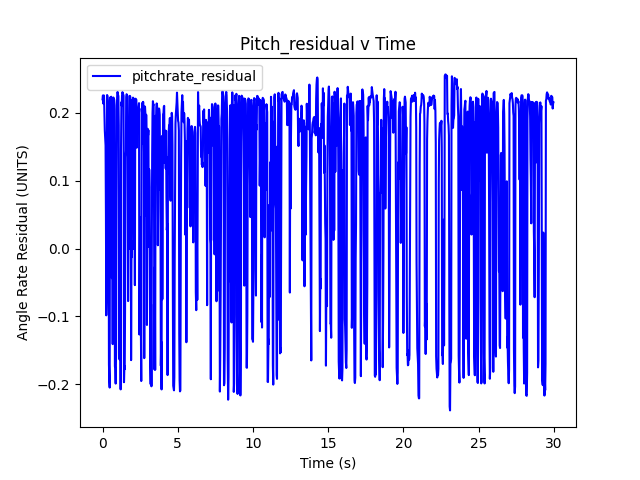 Pitch_residual v Time
pitchrate_residual
Angle Rate Residual (UNITS)
0.2
0.1
0.0
−0.1
−0.2
0 5 10 15 20 25 30
Time (s)